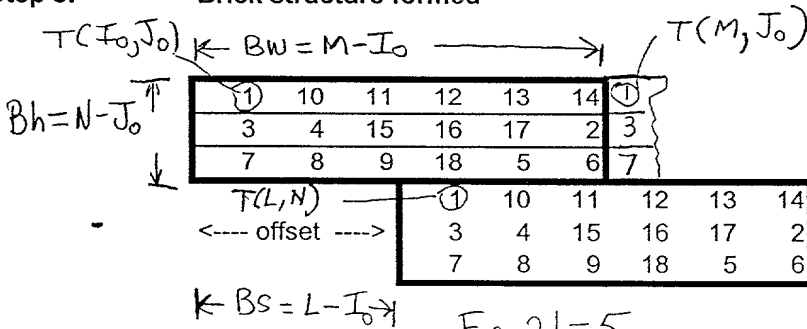 Step 3: Brick structure formed
T(I₀,J₀) |← BW = M-I₀ →| T(M, J₀)
1 10 11 12 13 14 1
Bh=N-J₀ 3 4 15 16 17 2 3
7 8 9 18 5 6 7
T(L,N) 1 10 11 12 13 14
<---- offset ----> 3 4 15 16 17 2
7 8 9 18 5 6
|← BS = L-I₀ →|